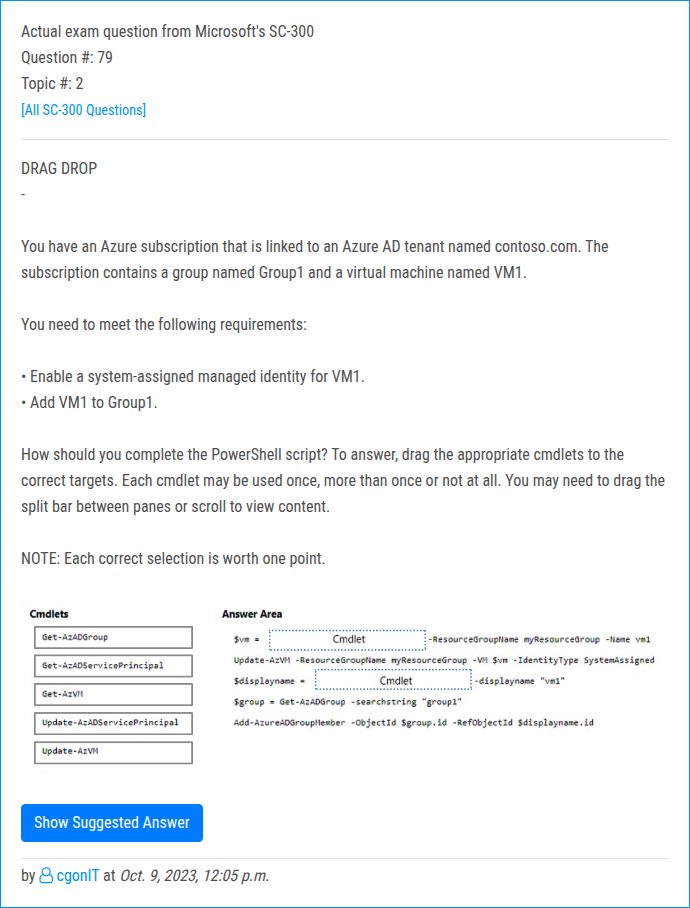 Actual exam question from Microsoft's SC-300
Question #: 79
Topic #: 2
[All SC-300 Questions]
DRAG DROP
-
You have an Azure subscription that is linked to an Azure AD tenant named contoso.com. The
subscription contains a group named Group1 and a virtual machine named VM1.
You need to meet the following requirements:
• Enable a system-assigned managed identity for VM1.
• Add VM1 to Group1.
How should you complete the PowerShell script? To answer, drag the appropriate cmdlets to the
correct targets. Each cmdlet may be used once, more than once or not at all. You may need to drag the
split bar between panes or scroll to view content.
NOTE: Each correct selection is worth one point.
Cmdlets
Get-AzADGroup
Get-AzADServicePrincipal
Get-AzVM
Update-AzADServicePrincipal
Update-AzVM
Answer Area
$vm = Cmdlet -ResourceGroupName myResourceGroup -Name vm1
Update-AzVM -ResourceGroupName myResourceGroup -VM $vm -IdentityType SystemAssigned
$displayname = Cmdlet -displayname "vm1"
$group = Get-AzADGroup -searchstring "group1"
Add-AzureADGroupMember -ObjectId $group.id -RefObjectId $displayname.id
Show Suggested Answer
by cgonIT at Oct. 9, 2023, 12:05 p.m.